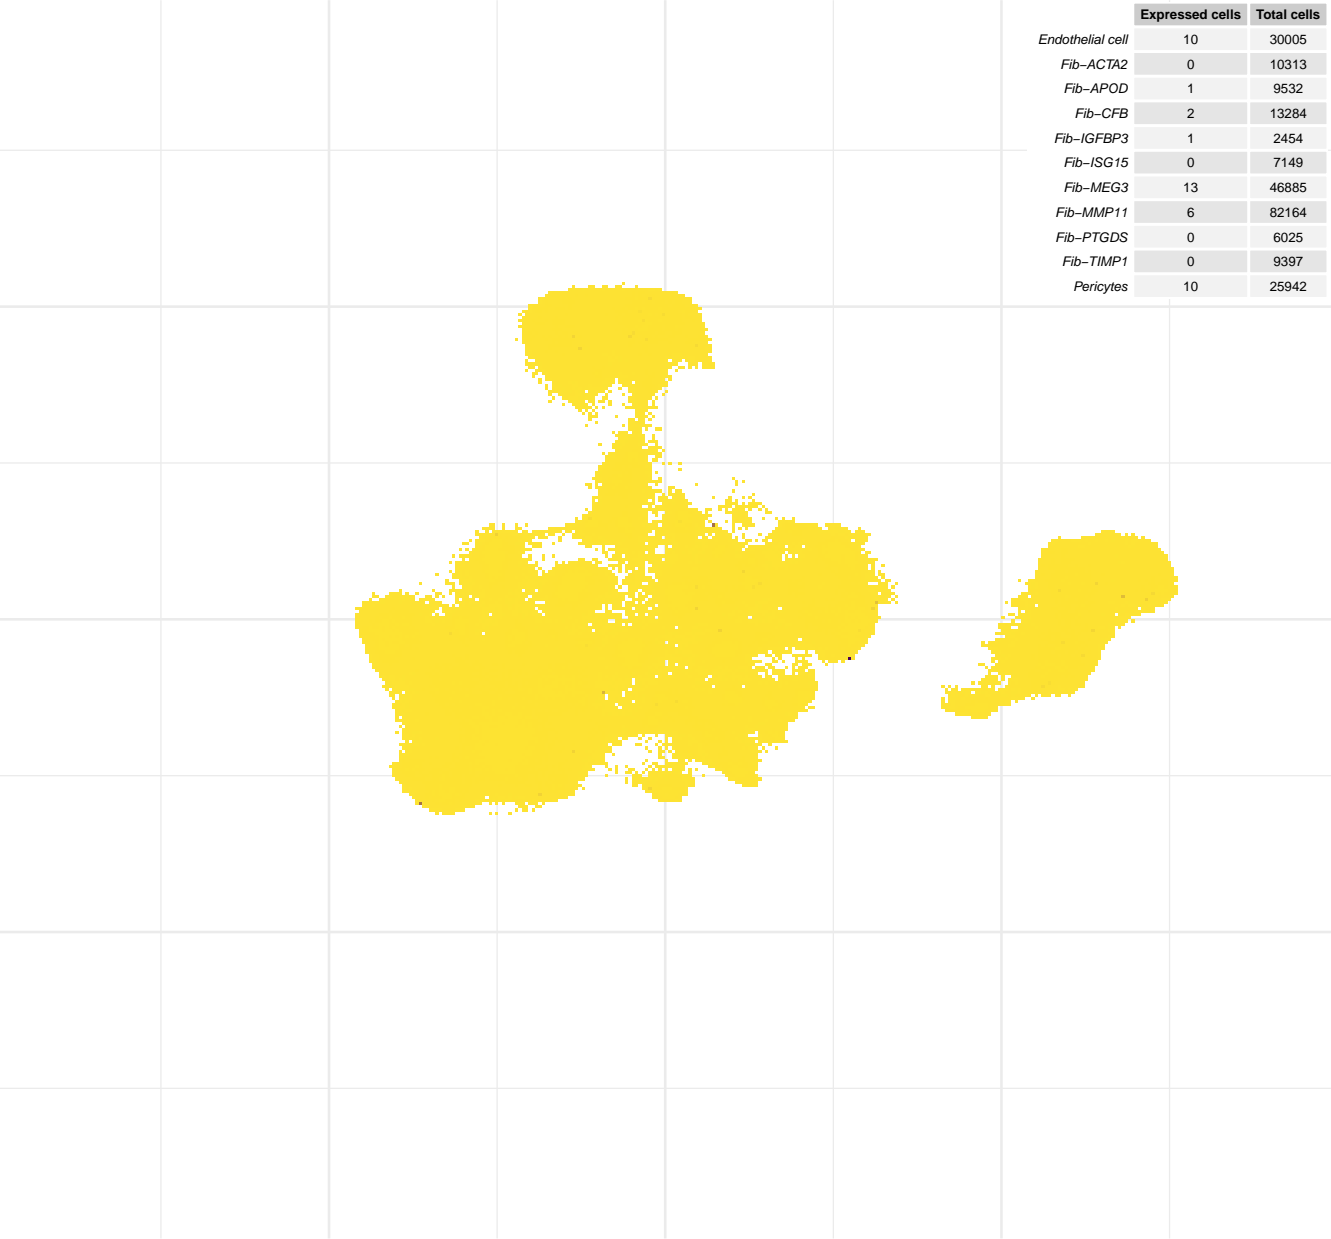 Expressed cells Total cells
Endothelial cell 10 30005
Fib−ACTA2 0 10313
Fib−APOD 1 9532
Fib−CFB 2 13284
Fib−IGFBP3 1 2454
Fib−ISG15 0 7149
Fib−MEG3 13 46885
Fib−MMP11 6 82164
Fib−PTGDS 0 6025
Fib−TIMP1 0 9397
Pericytes 10 25942